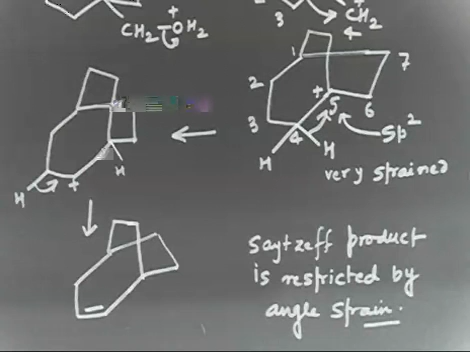 CH2-OH2
+
3
CH2
+
4
1
7
2
+
5
6
3
4
sp2
H
H
very strained
H
H
+
Saytzeff product
is restricted by
angle strain.